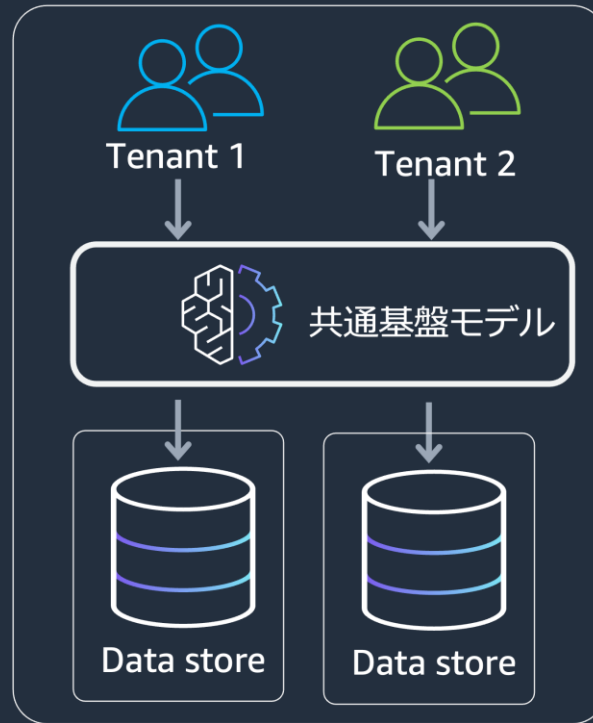 Tenant 1
Tenant 2
共通基盤モデル
Data store
Data store